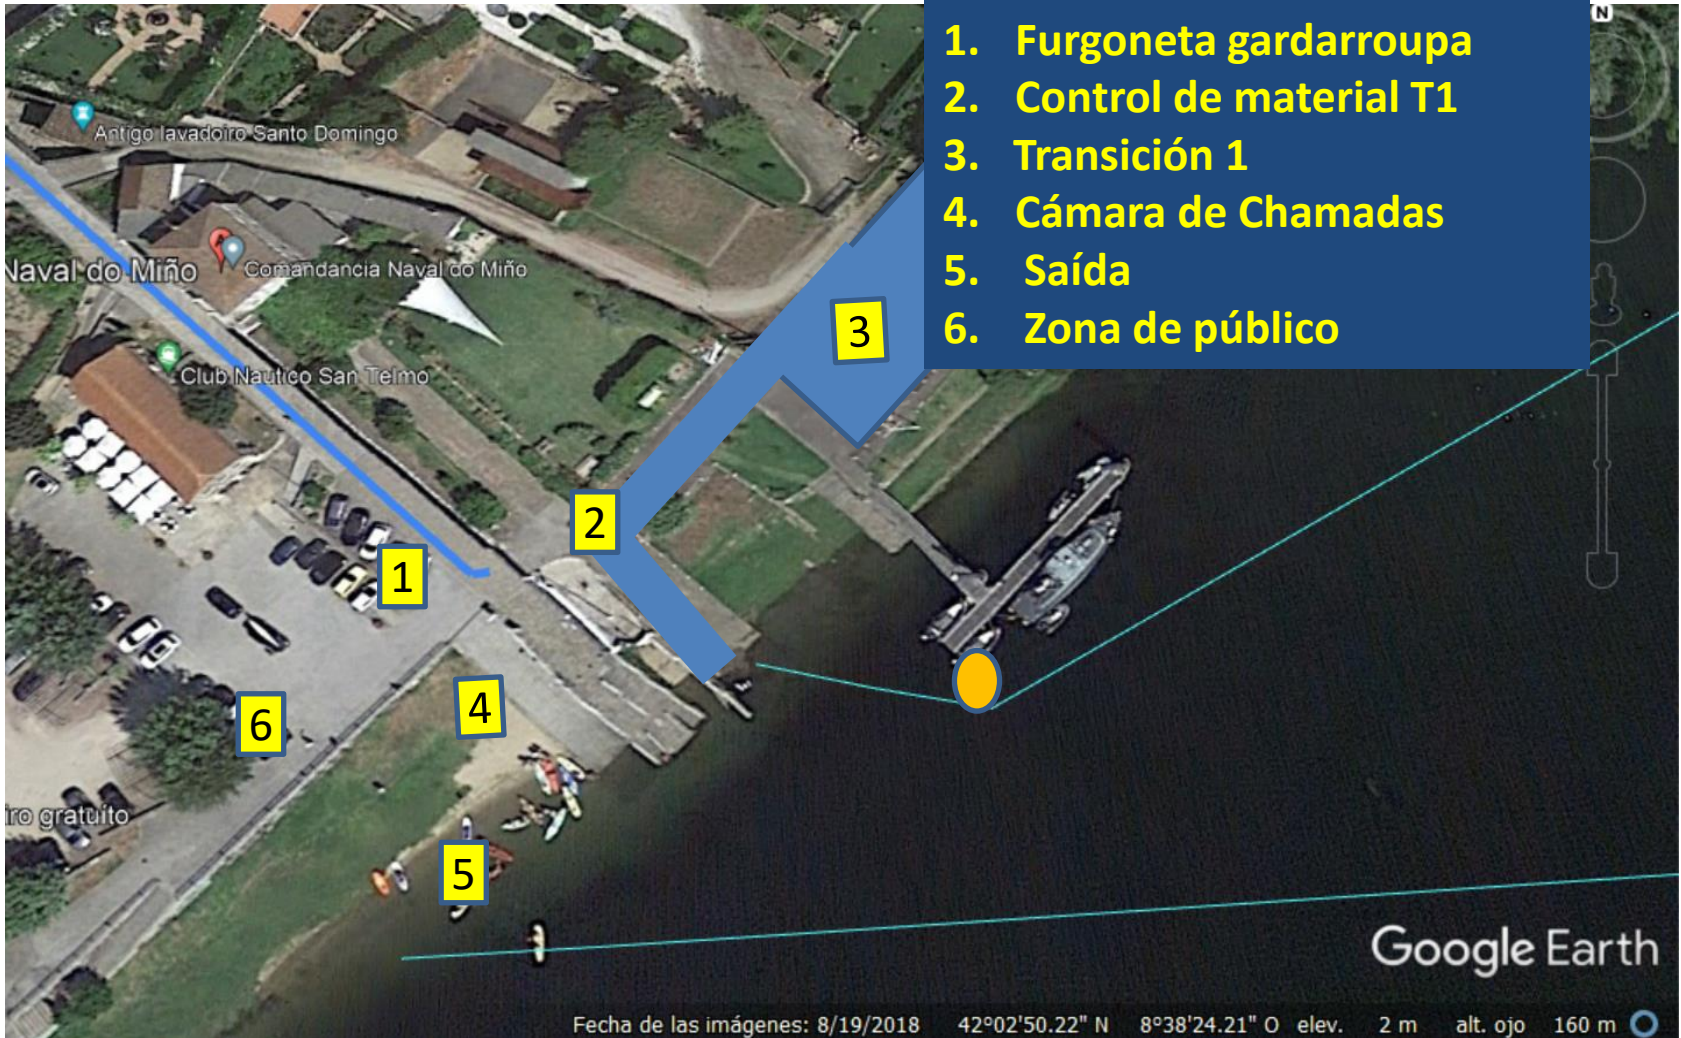 1. Furgoneta gardarroupa
2. Control de material T1
3. Transición 1
4. Cámara de Chamadas
5. Saída
6. Zona de público
N
Antigo lavadoiro Santo Domingo
Naval do Miño
Comandancia Naval do Miño
3
Club Nautico San Telmo
2
1
4
6
ro gratuíto
5
Google Earth
Fecha de las imágenes: 8/19/2018 42°02'50.22" N 8°38'24.21" O elev. 2 m alt. ojo 160 m